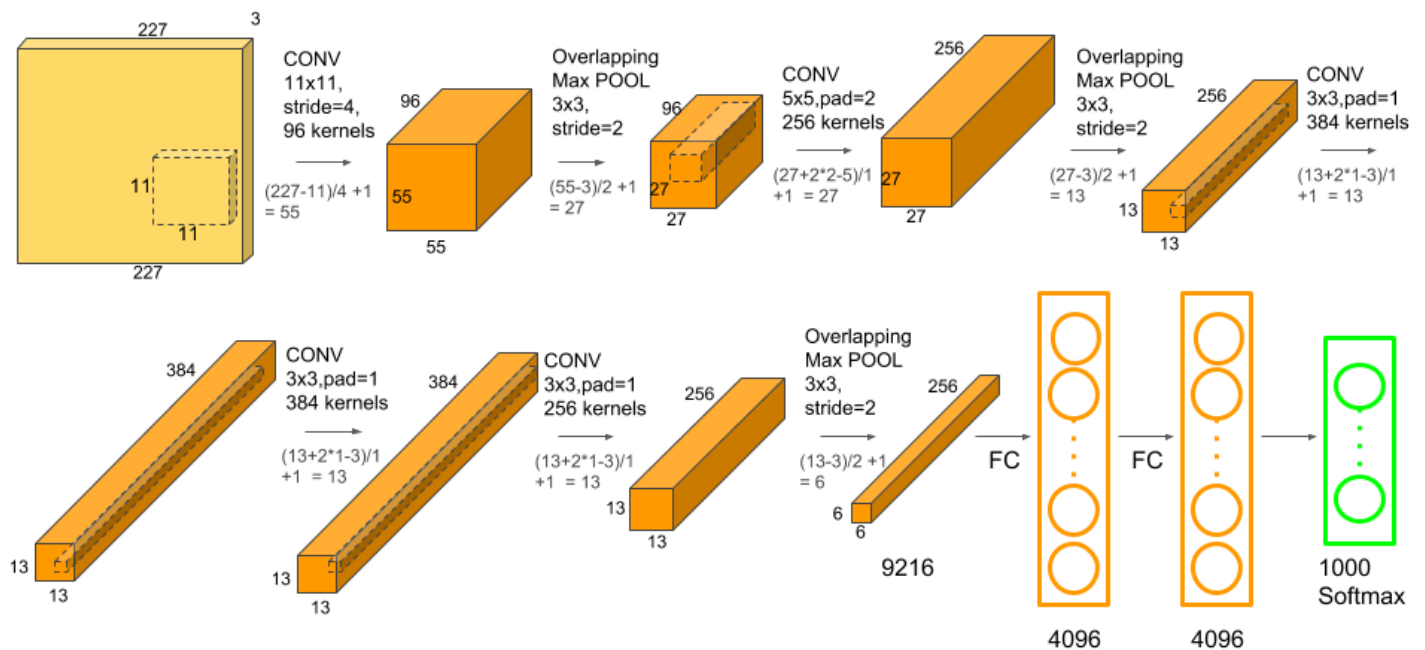 227
3
11
11
227
CONV
11x11,
stride=4,
96 kernels
(227-11)/4 +1
= 55
96
55
55
Overlapping
Max POOL
3x3,
stride=2
(55-3)/2 +1
= 27
96
27
27
CONV
5x5,pad=2
256 kernels
(27+2*2-5)/1
+1 = 27
256
27
27
Overlapping
Max POOL
3x3,
stride=2
(27-3)/2 +1
= 13
256
13
13
CONV
3x3,pad=1
384 kernels
(13+2*1-3)/1
+1 = 13
384
13
13
CONV
3x3,pad=1
384 kernels
(13+2*1-3)/1
+1 = 13
384
13
13
CONV
3x3,pad=1
256 kernels
(13+2*1-3)/1
+1 = 13
256
13
13
Overlapping
Max POOL
3x3,
stride=2
(13-3)/2 +1
= 6
256
6
6
9216
FC
4096
FC
4096
1000
Softmax